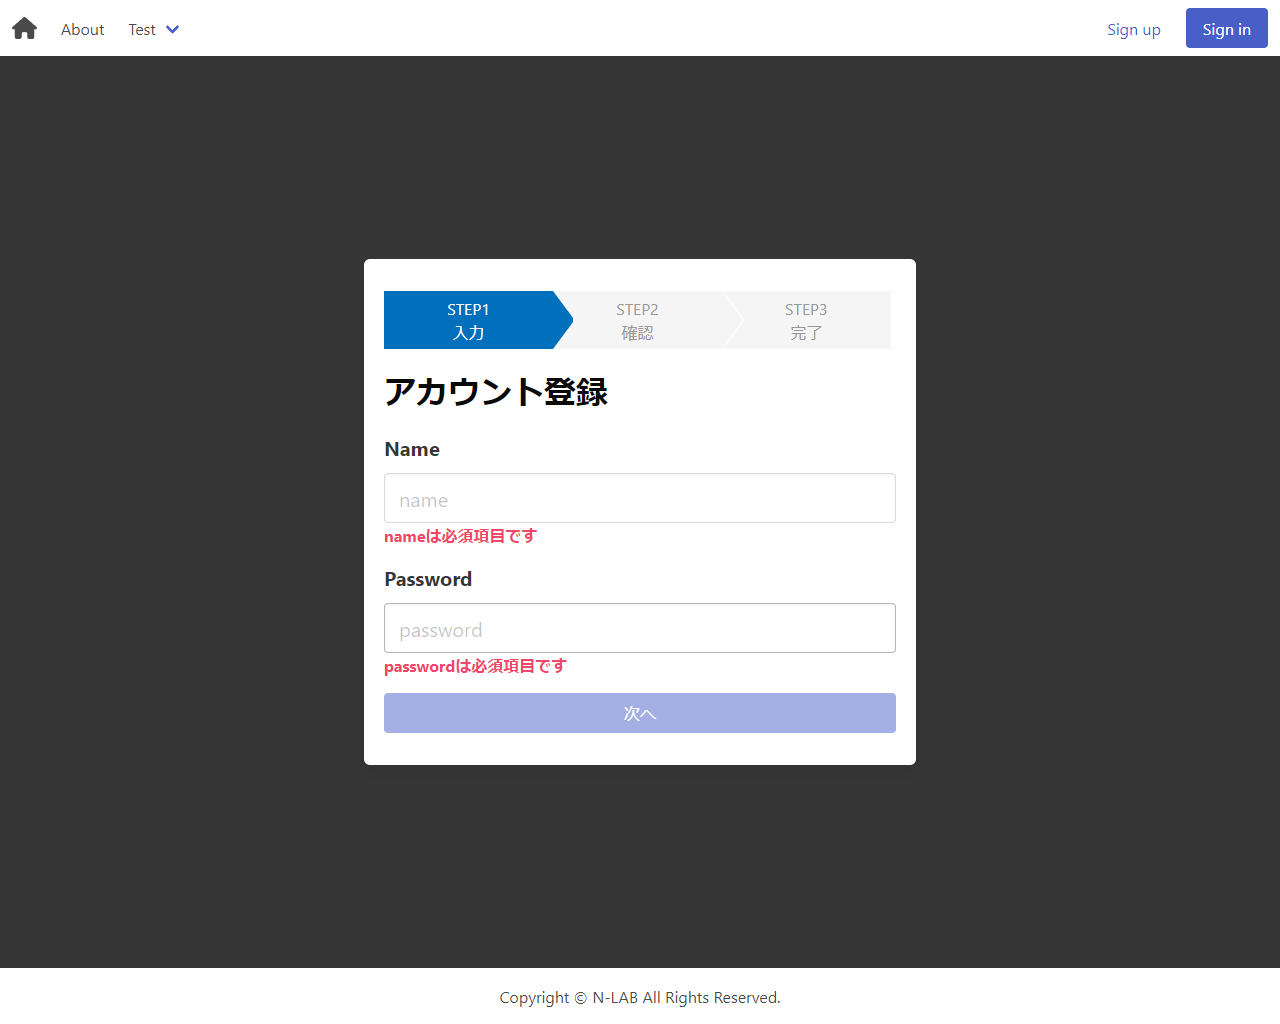 About
Test
Sign up
Sign in
STEP1
入力
STEP2
確認
STEP3
完了
アカウント登録
Name
name
nameは必須項目です
Password
password
passwordは必須項目です
次へ
Copyright © N-LAB All Rights Reserved.